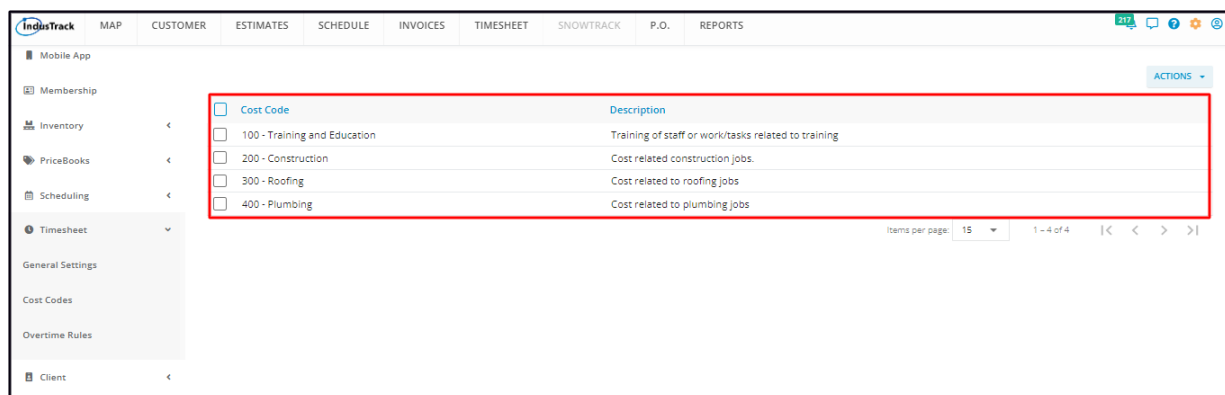 IndusTrack MAP CUSTOMER ESTIMATES SCHEDULE INVOICES TIMESHEET SNOWTRACK P.O. REPORTS 217
Mobile App
ACTIONS
Membership
Cost Code Description
Inventory
100 - Training and Education Training of staff or work/tasks related to training
PriceBooks
200 - Construction Cost related construction jobs.
300 - Roofing Cost related to roofing jobs
Scheduling
400 - Plumbing Cost related to plumbing jobs
Timesheet
Items per page: 15 1 – 4 of 4
General Settings
Cost Codes
Overtime Rules
Client